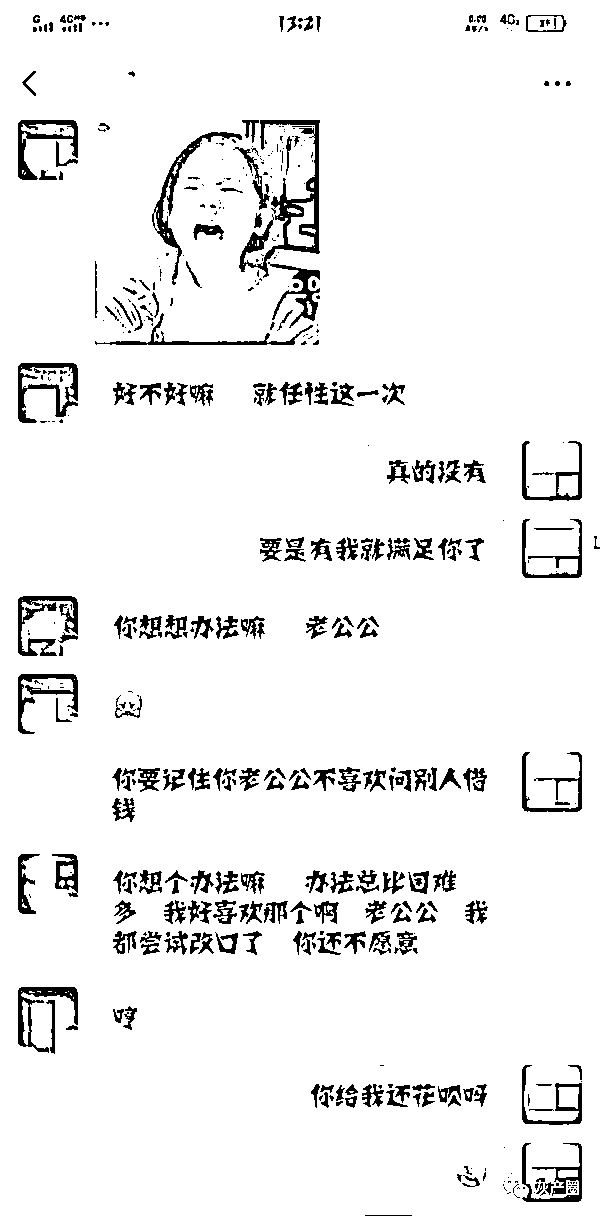 13:21
好不好嘛 就任性这一次
真的没有
要是有我就满足你了
你想想办法嘛 老公公
你要记住你老公公不喜欢问别人借
钱
你想个办法嘛 办法总比困难
多 我好喜欢那个啊 老公公 我
都尝试改口了 你还不愿意
哼
你给我还花呗呀
灰产圈